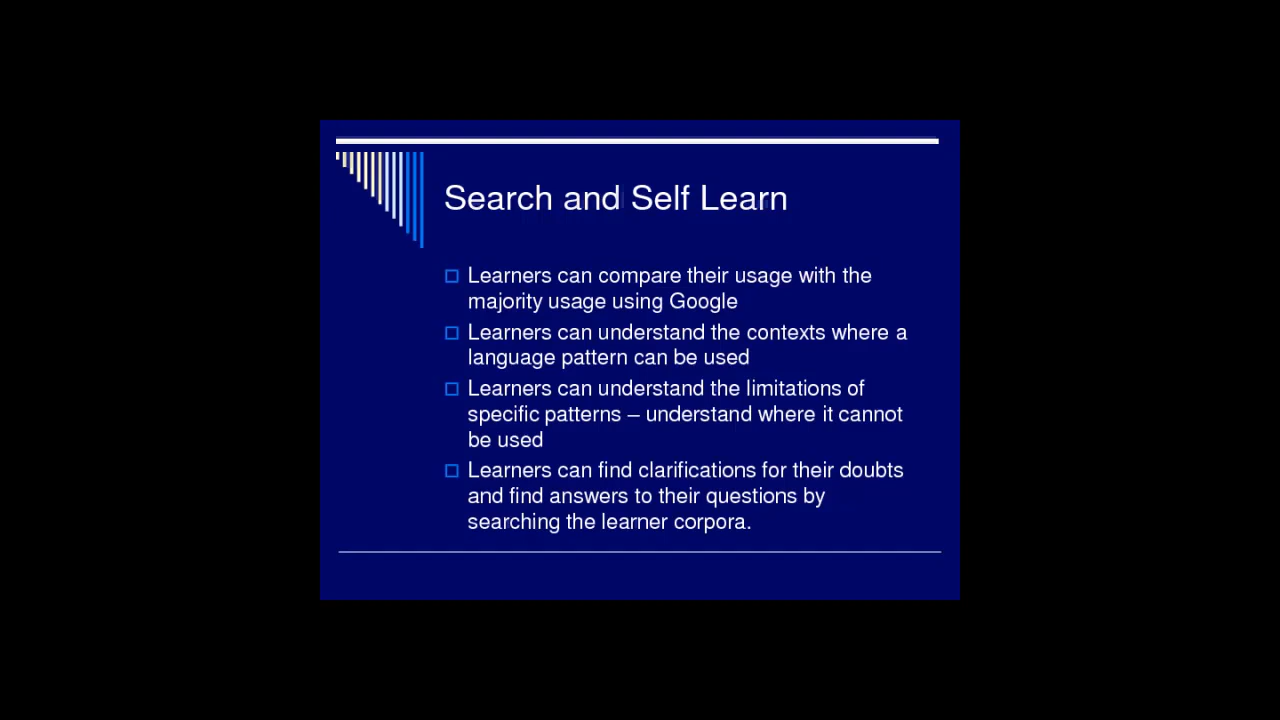 Search and Self Learn
Learners can compare their usage with the
majority usage using Google
Learners can understand the contexts where a
language pattern can be used
Learners can understand the limitations of
specific patterns – understand where it cannot
be used
Learners can find clarifications for their doubts
and find answers to their questions by
searching the learner corpora.